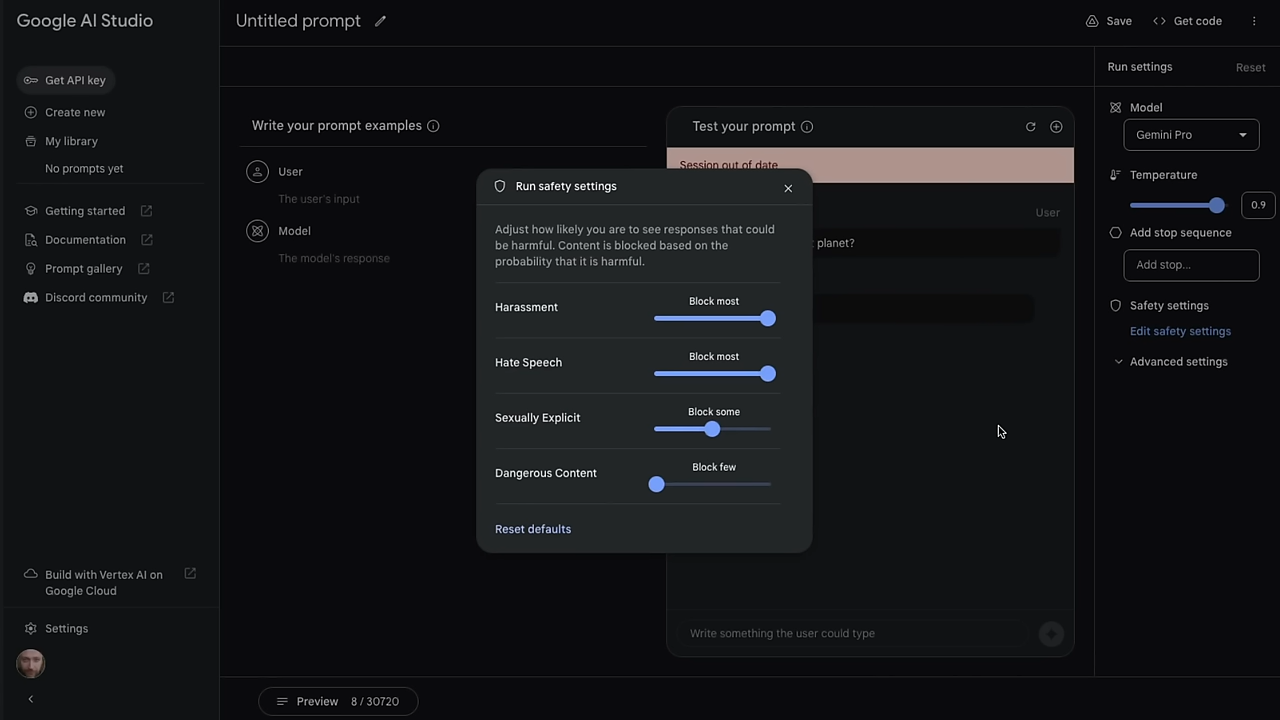 Google AI Studio
Untitled prompt
Save
Get code
Get API key
Create new
My library
No prompts yet
Getting started
Documentation
Prompt gallery
Discord community
Build with Vertex AI on
Google Cloud
Settings
Write your prompt examples
User
The user's input
Model
The model's response
Test your prompt
Session out of date
User
planet?
Write something the user could type
Run safety settings
Adjust how likely you are to see responses that could
be harmful. Content is blocked based on the
probability that it is harmful.
Harassment
Block most
Hate Speech
Block most
Sexually Explicit
Block some
Dangerous Content
Block few
Reset defaults
Run settings
Reset
Model
Gemini Pro
Temperature
0.9
Add stop sequence
Add stop...
Safety settings
Edit safety settings
Advanced settings
Preview
8 / 30720